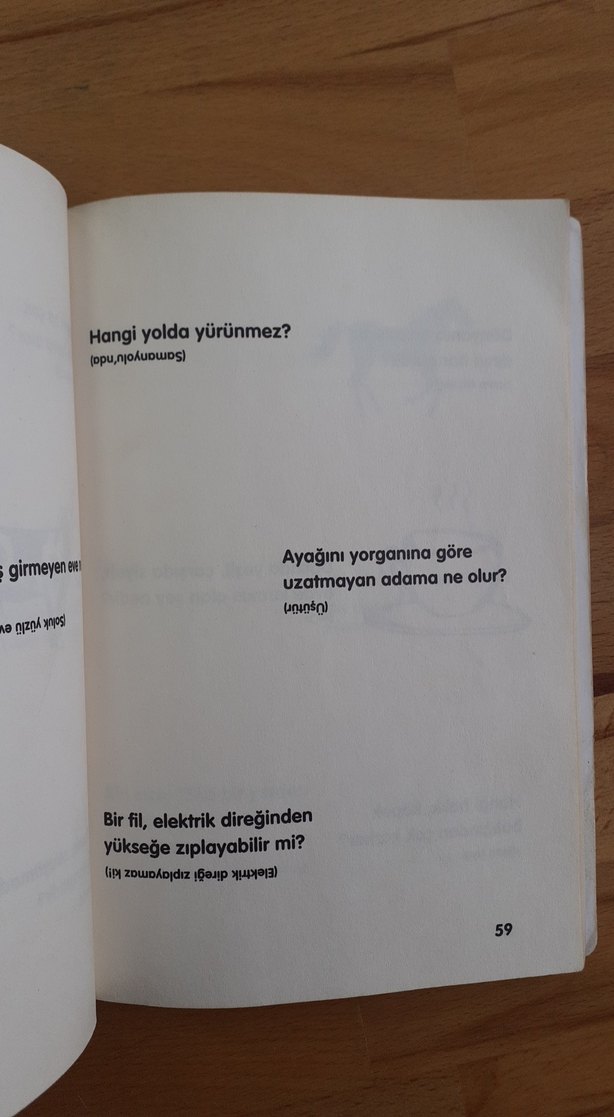 ş girmeyen eve
(Soluk yüzlü ev
Hangi yolda yürünmez?
(Samanyolu'nda)
Ayağını yorganına göre
uzatmayan adama ne olur?
(Üşütür)
Bir fil, elektrik direğinden
yükseğe zıplayabilir mi?
(Elektrik direği zıplayamaz ki!)
59